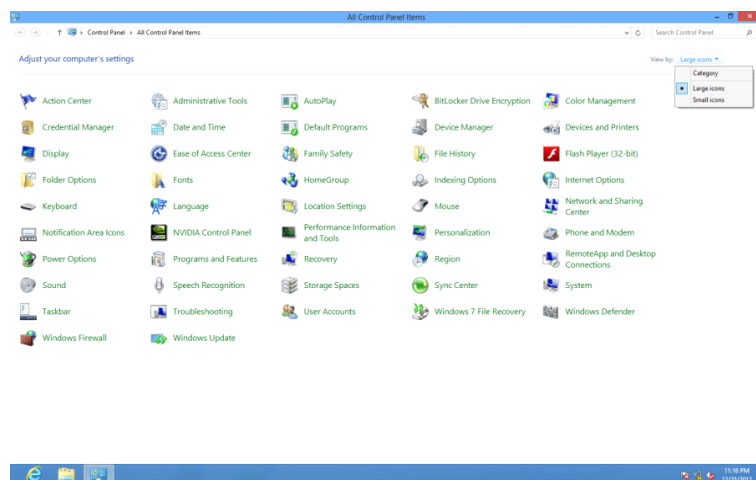 All Control Panel Items
Control Panel All Control Panel Items
Search Control Panel
Adjust your computer's settings
View by: Large icons
Category
Large icons
Small icons
Action Center Administrative Tools AutoPlay BitLocker Drive Encryption Color Management
Credential Manager Date and Time Default Programs Device Manager Devices and Printers
Display Ease of Access Center Family Safety File History Flash Player (32-bit)
Folder Options Fonts HomeGroup Indexing Options Internet Options
Keyboard Language Location Settings Mouse Network and Sharing Center
Notification Area Icons NVIDIA Control Panel Performance Information and Tools Personalization Phone and Modem
Power Options Programs and Features Recovery Region RemoteApp and Desktop Connections
Sound Speech Recognition Storage Spaces Sync Center System
Taskbar Troubleshooting User Accounts Windows 7 File Recovery Windows Defender
Windows Firewall Windows Update
11:16 PM